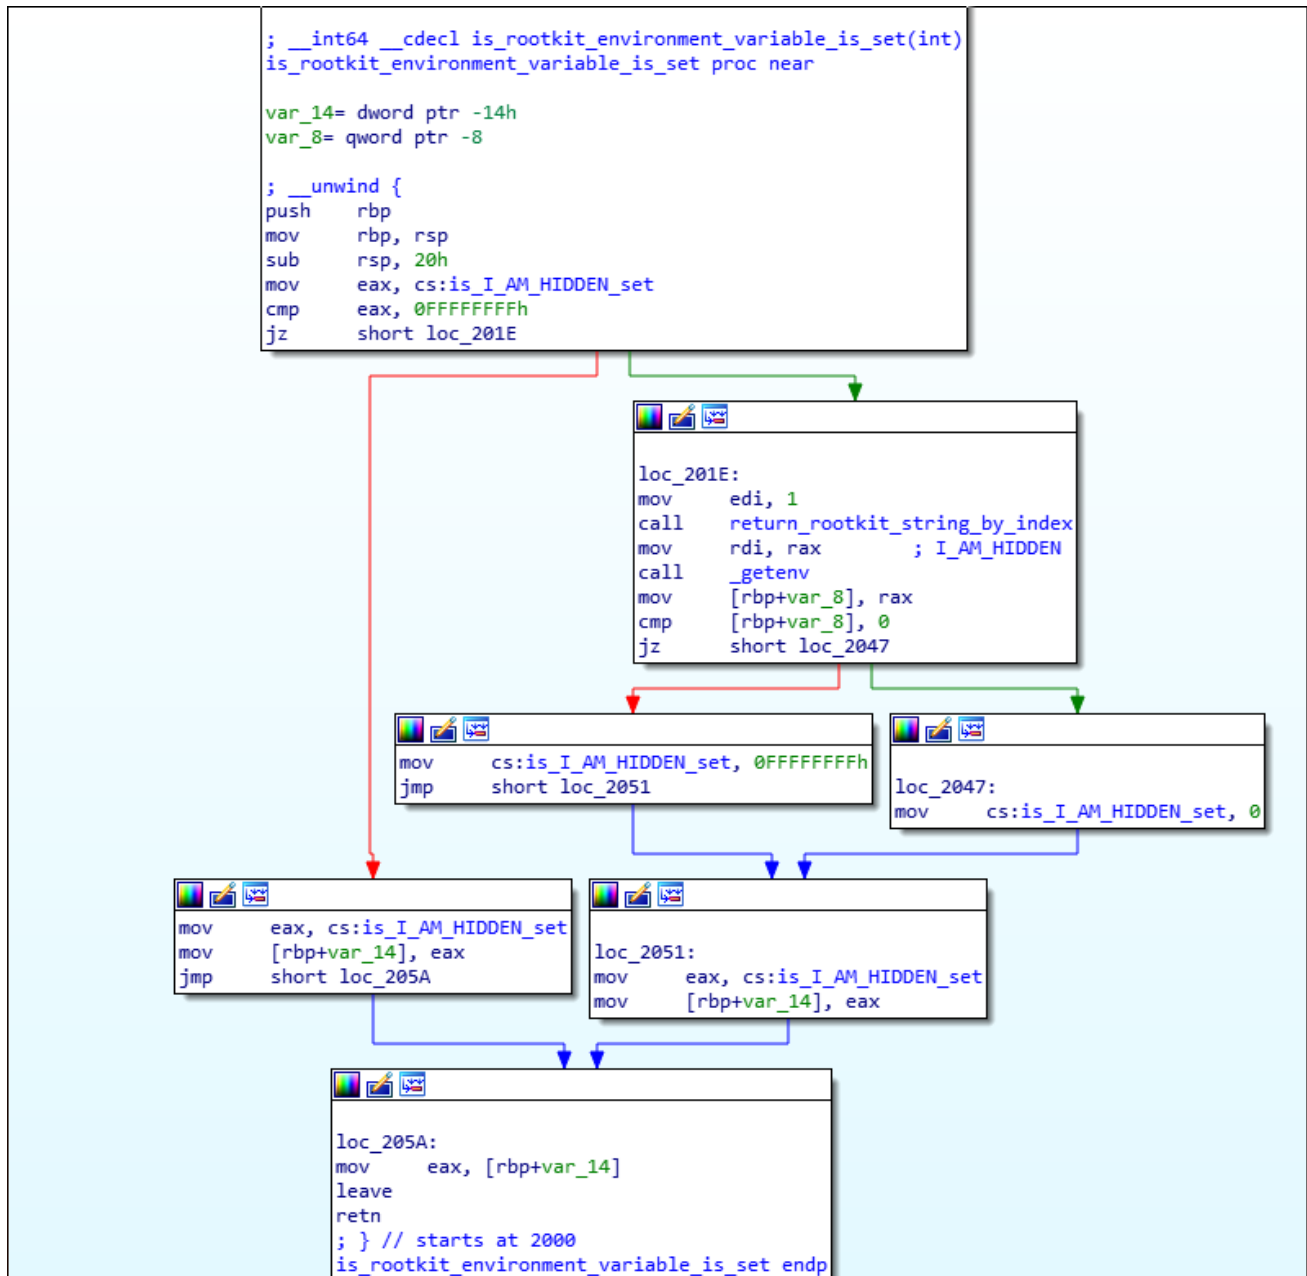 ; __int64 __cdecl is_rootkit_environment_variable_is_set(int)
is_rootkit_environment_variable_is_set proc near
var_14= dword ptr -14h
var_8= qword ptr -8
; __unwind {
push rbp
mov rbp, rsp
sub rsp, 20h
mov eax, cs:is_I_AM_HIDDEN_set
cmp eax, 0FFFFFFFFh
jz short loc_201E
loc_201E:
mov edi, 1
call return_rootkit_string_by_index
mov rdi, rax ; I_AM_HIDDEN
call _getenv
mov [rbp+var_8], rax
cmp [rbp+var_8], 0
jz short loc_2047
mov cs:is_I_AM_HIDDEN_set, 0FFFFFFFFh
jmp short loc_2051
loc_2047:
mov cs:is_I_AM_HIDDEN_set, 0
mov eax, cs:is_I_AM_HIDDEN_set
mov [rbp+var_14], eax
jmp short loc_205A
loc_2051:
mov eax, cs:is_I_AM_HIDDEN_set
mov [rbp+var_14], eax
loc_205A:
mov eax, [rbp+var_14]
leave
retn
; } // starts at 2000
is_rootkit_environment_variable_is_set endp